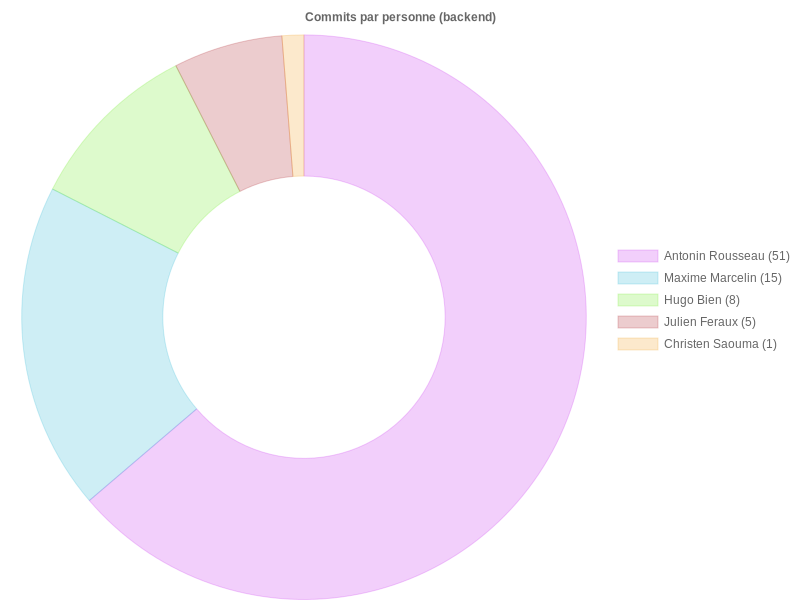 Commits par personne (backend)
Antonin Rousseau (51)
Maxime Marcelin (15)
Hugo Bien (8)
Julien Feraux (5)
Christen Saouma (1)